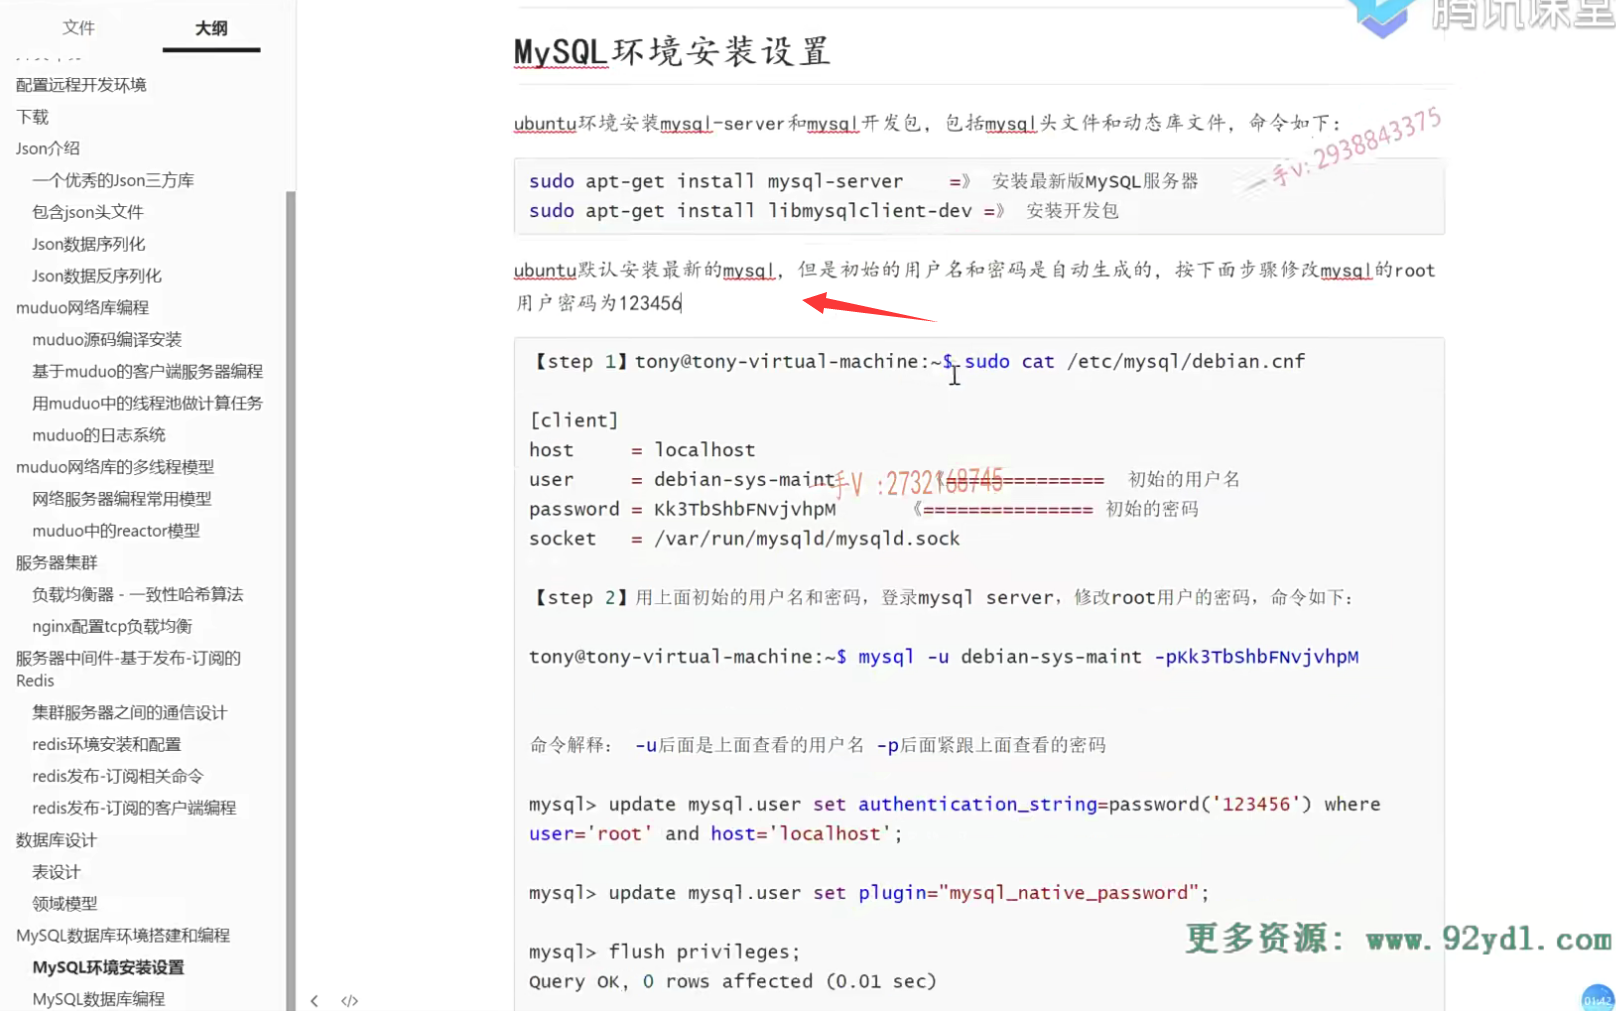 文件
大纲
配置远程开发环境
下载
Json介绍
一个优秀的Json三方库
包含json头文件
Json数据序列化
Json数据反序列化
muduo网络库编程
muduo源码编译安装
基于muduo的客户端服务器编程
用muduo中的线程池做计算任务
muduo的日志系统
muduo网络库的多线程模型
网络服务器编程常用模型
muduo中的reactor模型
服务器集群
负载均衡器 - 一致性哈希算法
nginx配置tcp负载均衡
服务器中间件-基于发布-订阅的
Redis
集群服务器之间的通信设计
redis环境安装和配置
redis发布-订阅相关命令
redis发布-订阅的客户端编程
数据库设计
表设计
领域模型
MySQL数据库环境搭建和编程
MySQL环境安装设置
MySQL数据库编程
</>
腾讯课堂
MySQL环境安装设置
ubuntu环境安装mysql-server和mysql开发包，包括mysql头文件和动态库文件，命令如下：
一手v: 2938843375
sudo apt-get install mysql-server =》 安装最新版MySQL服务器
sudo apt-get install libmysqlclient-dev =》 安装开发包
ubuntu默认安装最新的mysql，但是初始的用户名和密码是自动生成的，按下面步骤修改mysql的root
用户密码为123456
【step 1】tony@tony-virtual-machine:~$ sudo cat /etc/mysql/debian.cnf
[client]
host = localhost
user = debian-sys-maint 《=============== 初始的用户名
一手V :2732168745
password = Kk3TbShbFNvjvhpM 《=============== 初始的密码
socket = /var/run/mysqld/mysqld.sock
【step 2】用上面初始的用户名和密码，登录mysql server，修改root用户的密码，命令如下：
tony@tony-virtual-machine:~$ mysql -u debian-sys-maint -pKk3TbShbFNvjvhpM
命令解释： -u后面是上面查看的用户名 -p后面紧跟上面查看的密码
mysql> update mysql.user set authentication_string=password('123456') where
user='root' and host='localhost';
mysql> update mysql.user set plugin="mysql_native_password";
mysql> flush privileges;
Query OK, 0 rows affected (0.01 sec)
更多资源: www.92ydl.com
01:42